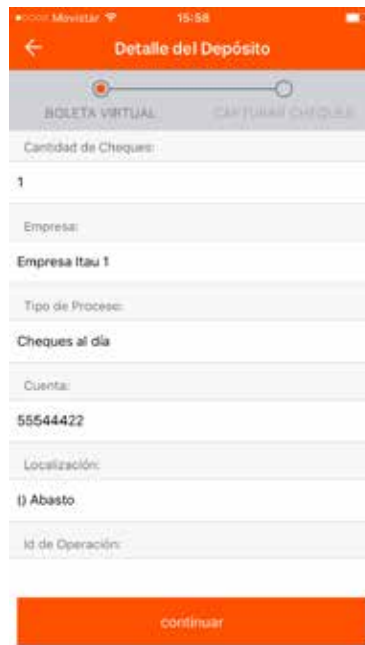 Movistar 15:58
Detalle del Depósito
BOLETA VIRTUAL CAPTURAR CHEQUES
Cantidad de Cheques:
1
Empresa:
Empresa Itau 1
Tipo de Proceso:
Cheques al día
Cuenta:
55544422
Localización:
() Abasto
Id de Operación:
continuar